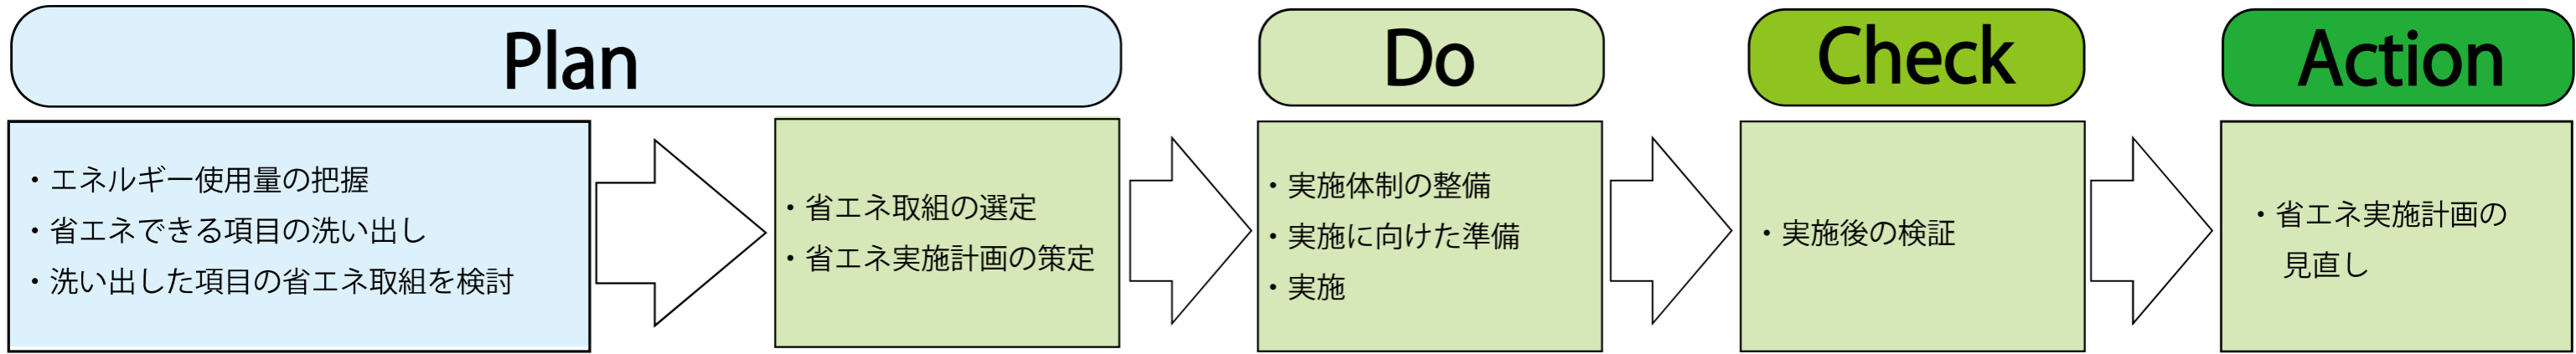 Plan
Do
Check
Action
・エネルギー使用量の把握
・省エネできる項目の洗い出し
・洗い出した項目の省エネ取組を検討
・省エネ取組の選定
・省エネ実施計画の策定
・実施体制の整備
・実施に向けた準備
・実施
・実施後の検証
・省エネ実施計画の
見直し